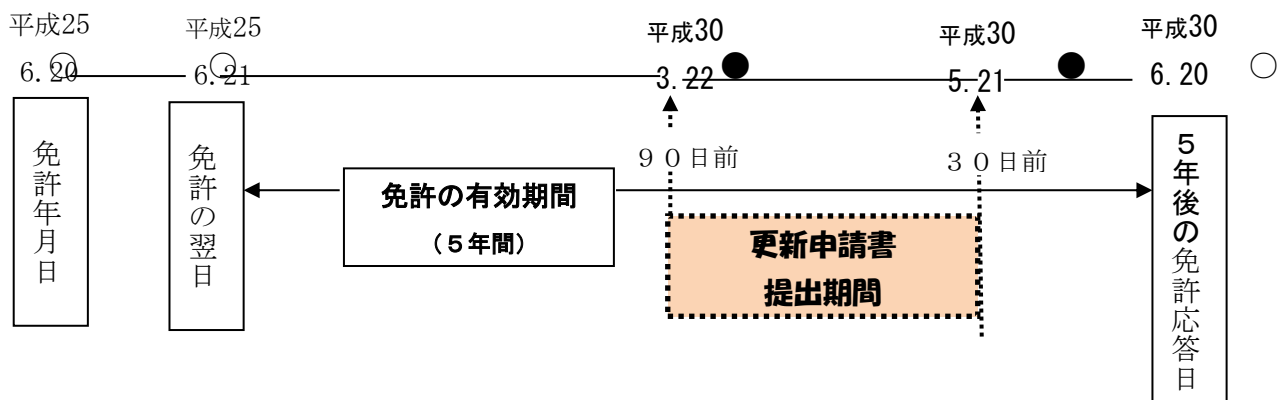 平成25
6.20
平成25
6.21
平成30
3.22
平成30
5.21
平成30
6.20
免許年月日
免許の翌日
免許の有効期間
(５年間)
９０日前
３０日前
更新申請書
提出期間
５年後の免許応答日